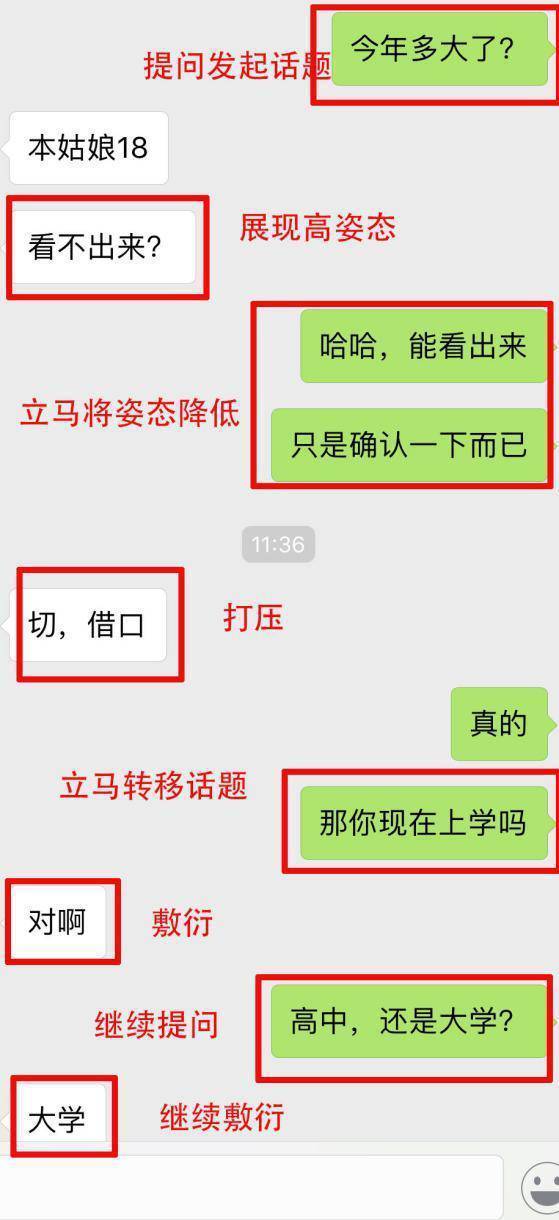 今年多大了?
提问发起话题
本姑娘18
看不出来?
展现高姿态
哈哈，能看出来
立马将姿态降低
只是确认一下而已
11:36
切，借口
打压
真的
立马转移话题
那你现在上学吗
对啊
敷衍
继续提问
高中，还是大学?
大学
继续敷衍